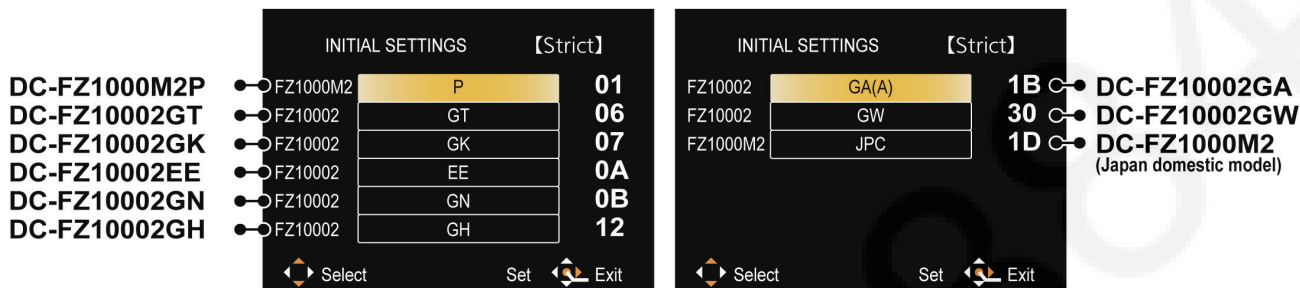 INITIAL SETTINGS 【Strict】
DC-FZ1000M2P FZ1000M2 P 01
DC-FZ10002GT FZ10002 GT 06
DC-FZ10002GK FZ10002 GK 07
DC-FZ10002EE FZ10002 EE 0A
DC-FZ10002GN FZ10002 GN 0B
DC-FZ10002GH FZ10002 GH 12
Select Set Exit
INITIAL SETTINGS 【Strict】
FZ10002 GA(A) 1B DC-FZ10002GA
FZ10002 GW 30 DC-FZ10002GW
FZ1000M2 JPC 1D DC-FZ1000M2
(Japan domestic model)
Select Set Exit